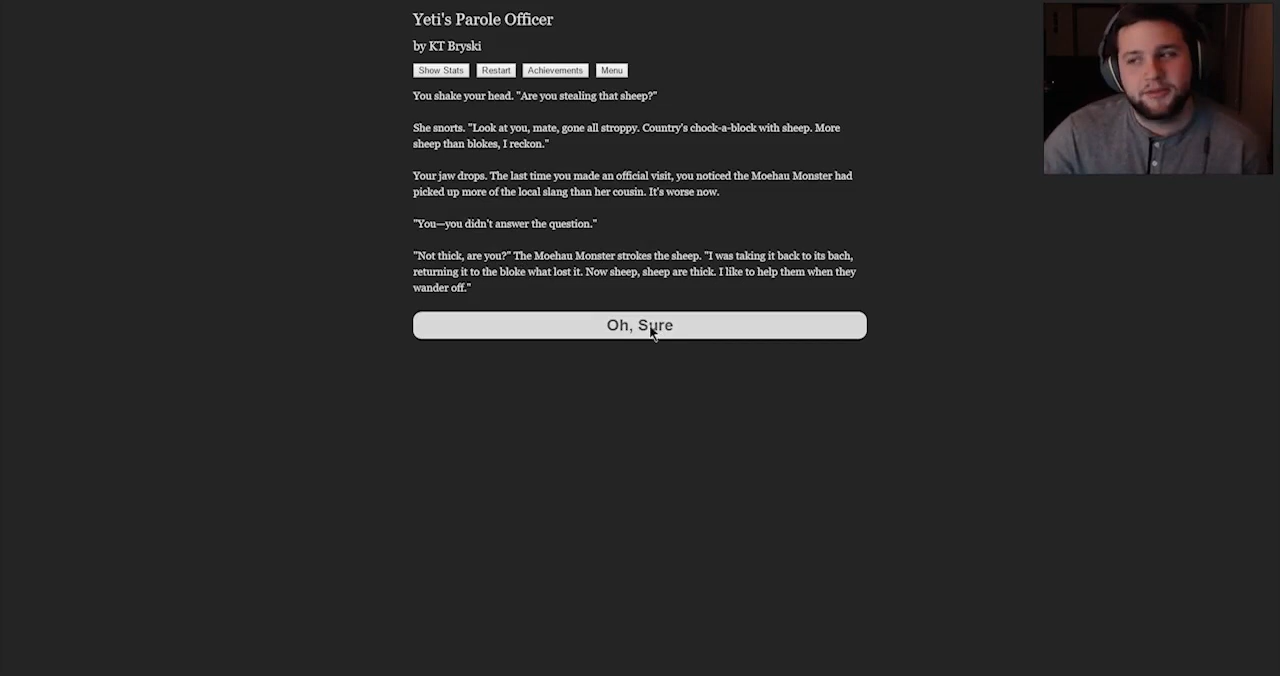 Yeti's Parole Officer
by KT Bryski
Show Stats Restart Achievements Menu
You shake your head. "Are you stealing that sheep?"
She snorts. "Look at you, mate, gone all stroppy. Country's chock-a-block with sheep. More
sheep than blokes, I reckon."
Your jaw drops. The last time you made an official visit, you noticed the Moehau Monster had
picked up more of the local slang than her cousin. It's worse now.
"You—you didn't answer the question."
"Not thick, are you?" The Moehau Monster strokes the sheep. "I was taking it back to its bach,
returning it to the bloke what lost it. Now sheep, sheep are thick. I like to help them when they
wander off."
Oh, Sure